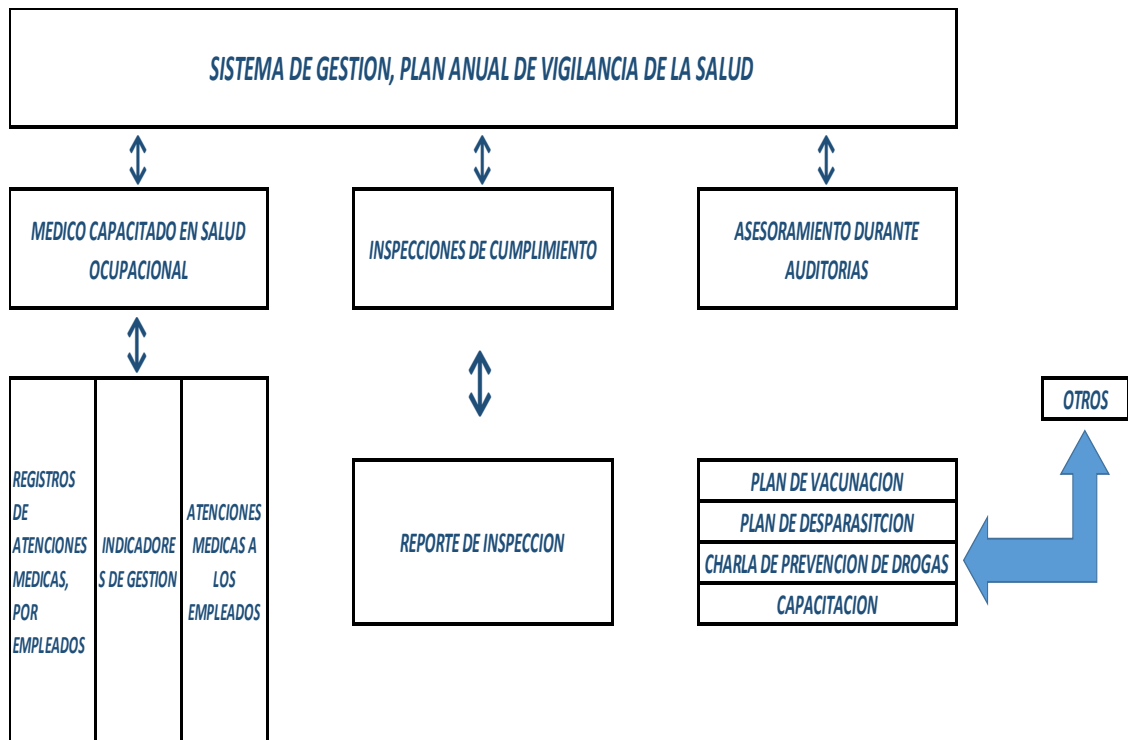 SISTEMA DE GESTION, PLAN ANUAL DE VIGILANCIA DE LA SALUD
MEDICO CAPACITADO EN SALUD
OCUPACIONAL
INSPECCIONES DE CUMPLIMIENTO
ASESORAMIENTO DURANTE
AUDITORIAS
REGISTROS
DE
ATENCIONES
MEDICAS,
POR
EMPLEADOS
INDICADORE
S DE GESTION
ATENCIONES
MEDICAS A
LOS
EMPLEADOS
REPORTE DE INSPECCION
PLAN DE VACUNACION
PLAN DE DESPARASITCION
CHARLA DE PREVENCION DE DROGAS
CAPACITACION
OTROS